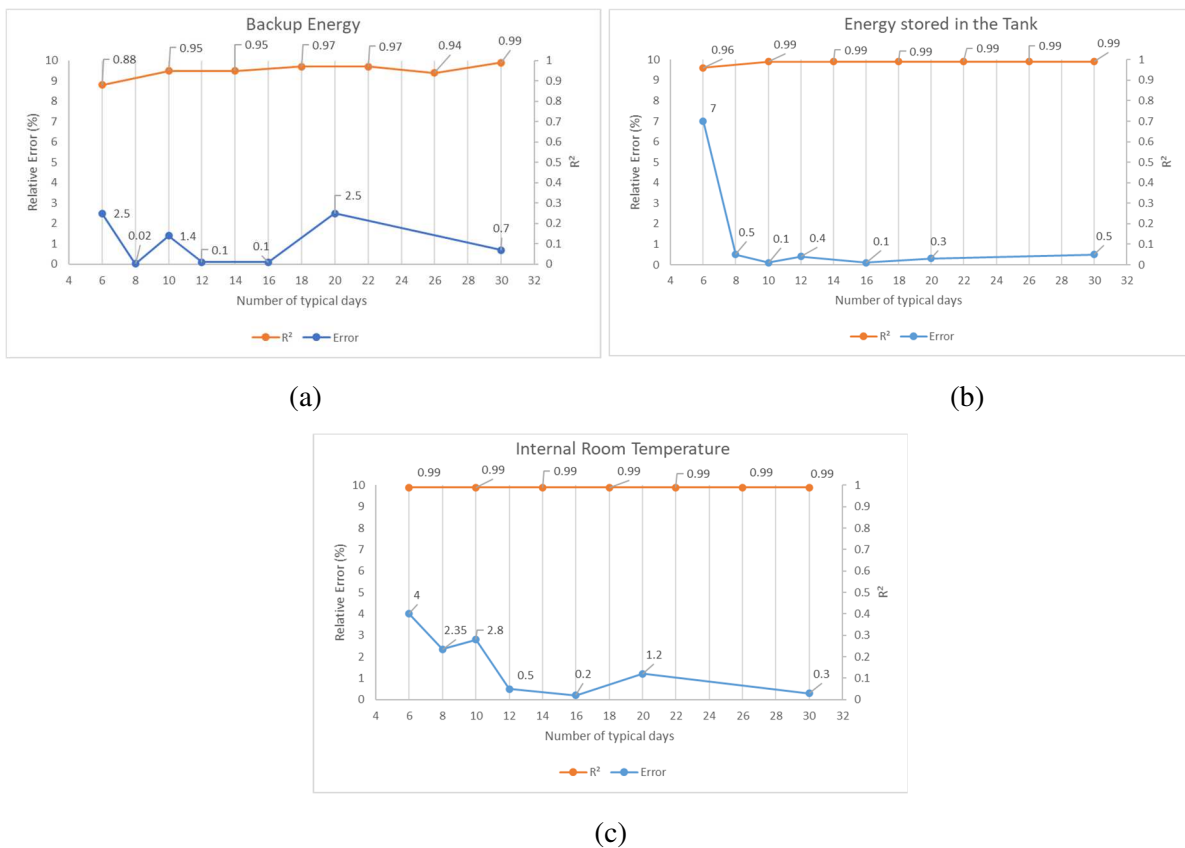 Backup Energy
0.88 0.95 0.95 0.97 0.97 0.94 0.99
10 9 8 7 6 5 4 3 2 1 0
Relative Error (%)
2.5 0.02 1.4 0.1 0.1 2.5 0.7
1 0.9 0.8 0.7 0.6 0.5 0.4 0.3 0.2 0.1 0
R²
4 6 8 10 12 14 16 18 20 22 24 26 28 30 32
Number of typical days
R² Error
(a)
Energy stored in the Tank
0.96 0.99 0.99 0.99 0.99 0.99 0.99
10 9 8 7 6 5 4 3 2 1 0
Relative Error (%)
7 0.5 0.1 0.4 0.1 0.3 0.5
1 0.9 0.8 0.7 0.6 0.5 0.4 0.3 0.2 0.1 0
R²
4 6 8 10 12 14 16 18 20 22 24 26 28 30 32
Number of typical days
R² Error
(b)
Internal Room Temperature
0.99 0.99 0.99 0.99 0.99 0.99 0.99
10 9 8 7 6 5 4 3 2 1 0
Relative Error (%)
4 2.35 2.8 0.5 0.2 1.2 0.3
1 0.9 0.8 0.7 0.6 0.5 0.4 0.3 0.2 0.1 0
R²
4 6 8 10 12 14 16 18 20 22 24 26 28 30 32
Number of typical days
R² Error
(c)